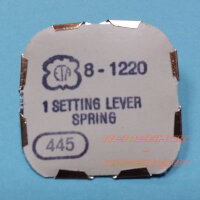 ETA 8-1220
1 SETTING LEVER
SPRING
445